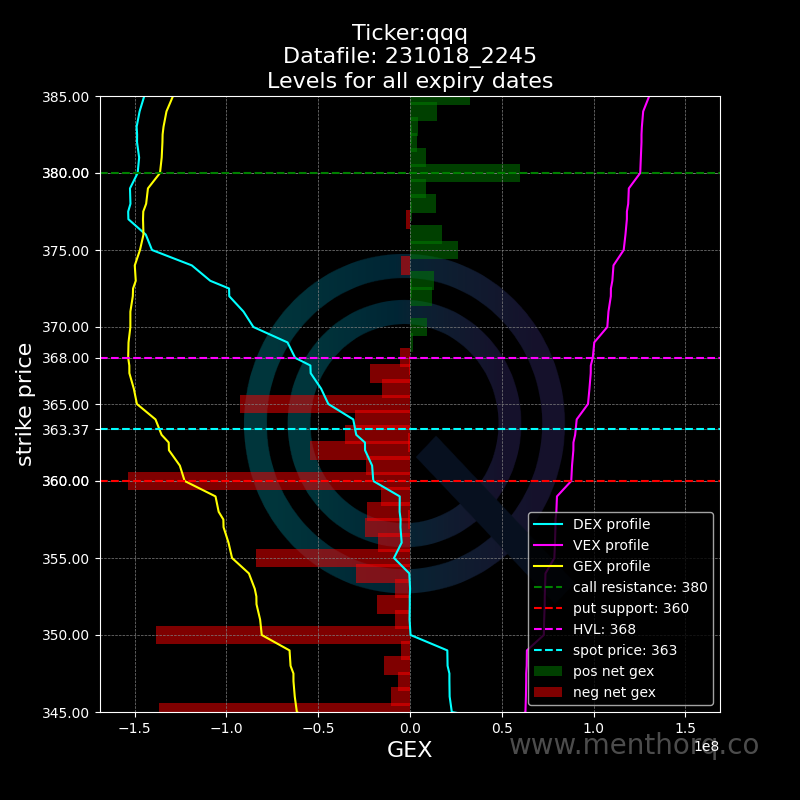 Ticker:qqq
Datafile: 231018_2245
Levels for all expiry dates
385.00
380.00
375.00
370.00
368.00
365.00
363.37
360.00
355.00
350.00
345.00
strike price
DEX profile
VEX profile
GEX profile
call resistance: 380
put support: 360
HVL: 368
spot price: 363
pos net gex
neg net gex
−1.5 −1.0 −0.5 0.0 0.5 1.0 1.5
1e8
GEX
www.menthorq.co